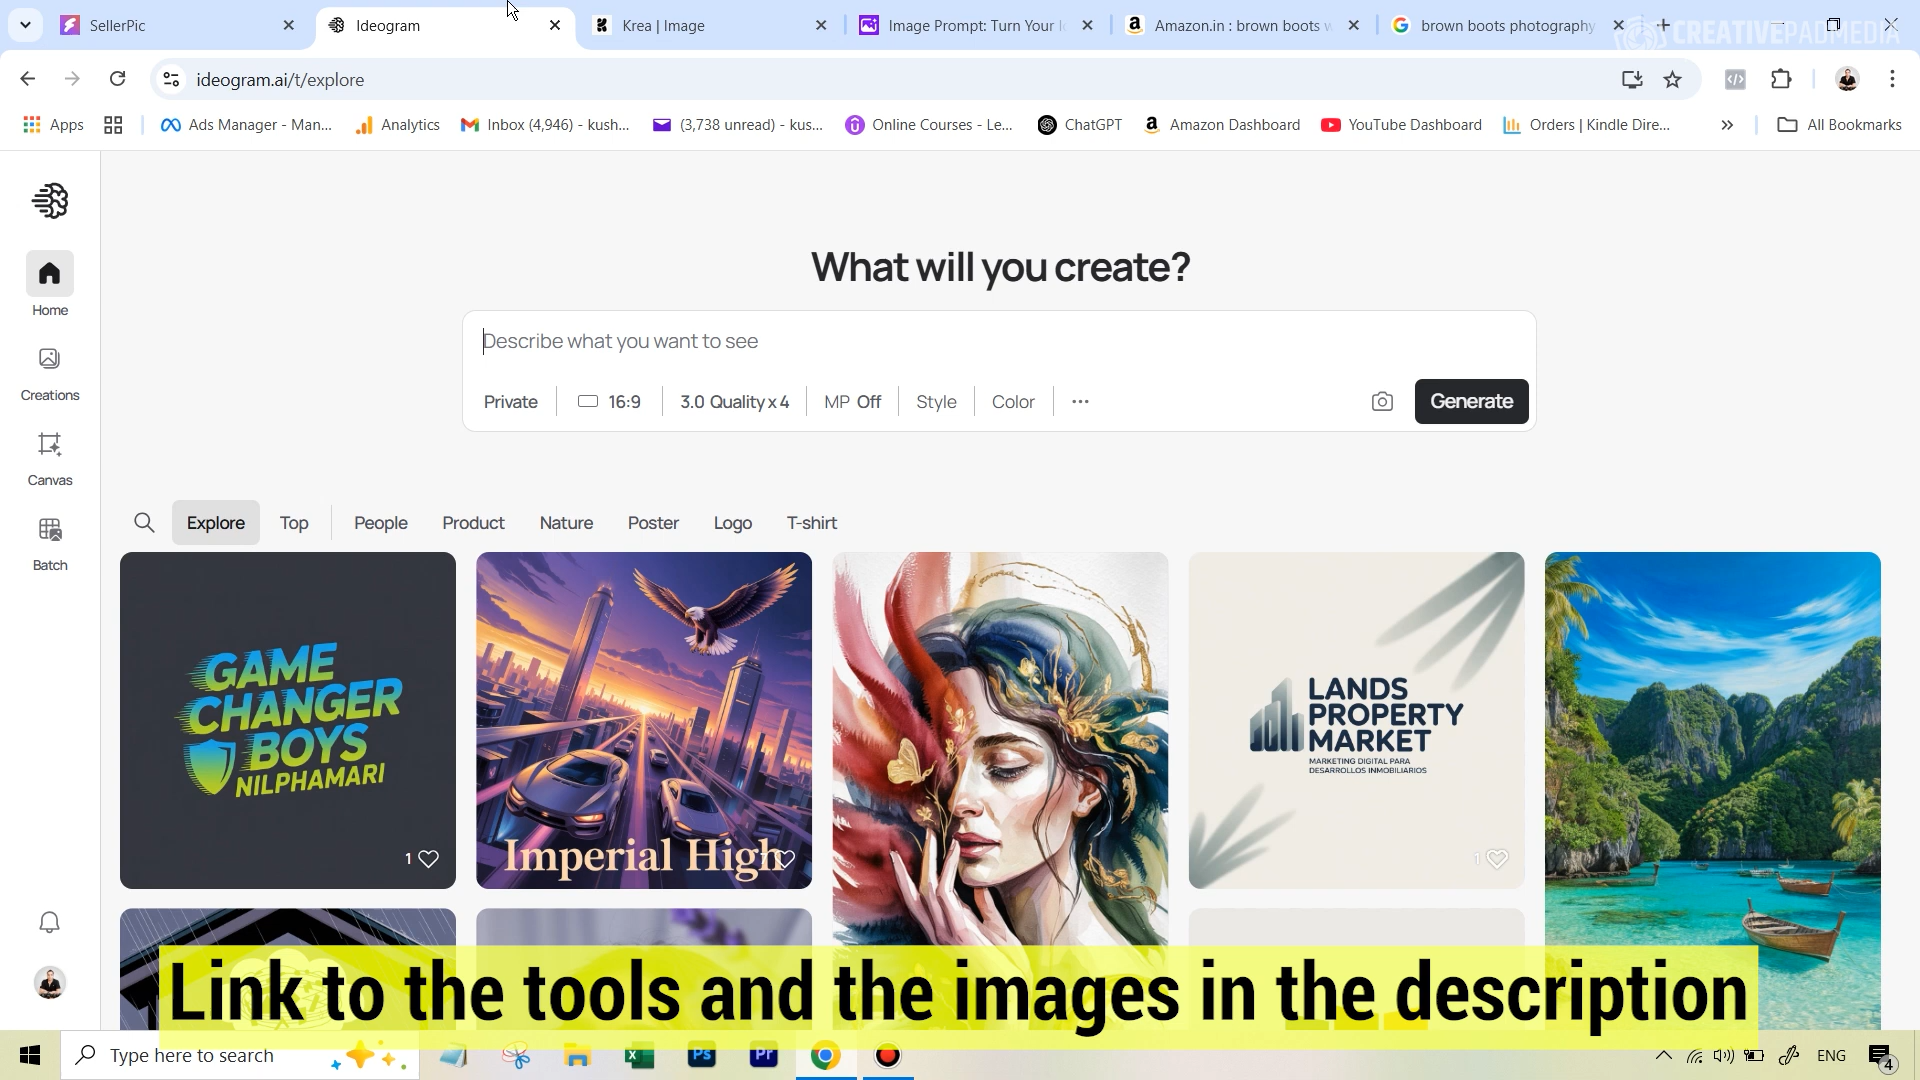 SellerPic
Ideogram
Krea | Image
Image Prompt: Turn Your I
Amazon.in : brown boots w
brown boots photography
CREATIVEPADMEDIA
ideogram.ai/t/explore
Apps
Ads Manager - Man...
Analytics
Inbox (4,946) - kush...
(3,738 unread) - kus...
Online Courses - Le...
ChatGPT
Amazon Dashboard
YouTube Dashboard
Orders | Kindle Dire...
All Bookmarks
Home
Creations
Canvas
Batch
What will you create?
Describe what you want to see
Private
16:9
3.0 Quality x 4
MP Off
Style
Color
Generate
Explore
Top
People
Product
Nature
Poster
Logo
T-shirt
GAME
CHANGER
BOYS
NILPHAMARI
1
Imperial High
LANDS
PROPERTY
MARKET
MARKETING DIGITAL PARA
DESARROLLOS INMOBILIARIOS
1
Link to the tools and the images in the description
Type here to search
Ps
Pr
ENG
4